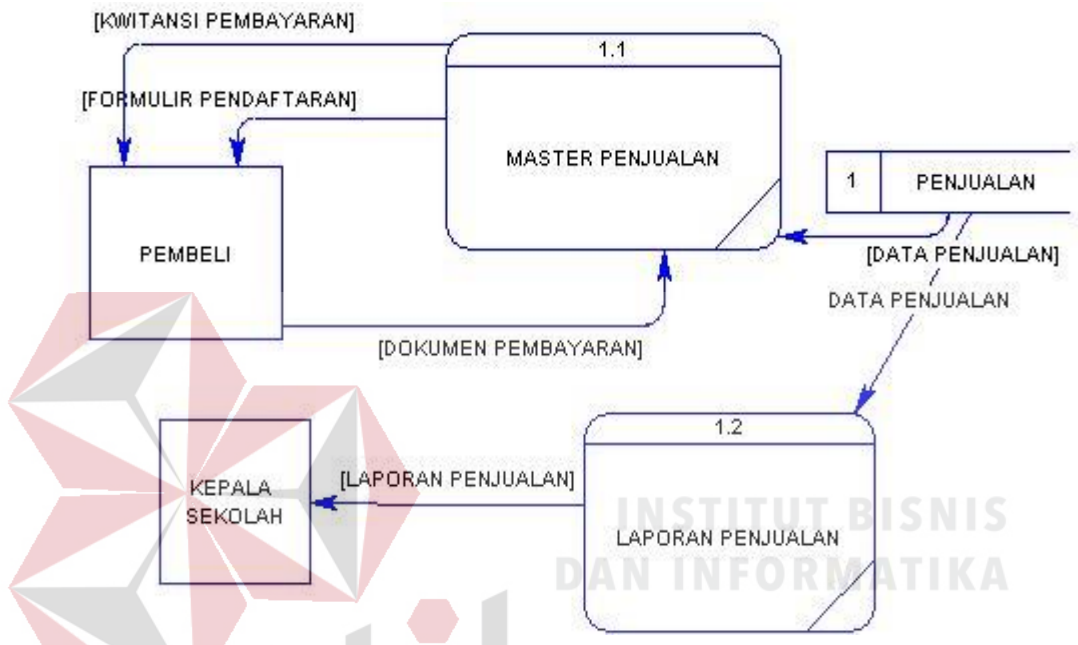 [KWITANSI PEMBAYARAN]
1.1
[FORMULIR PENDAFTARAN]
MASTER PENJUALAN
1 PENJUALAN
PEMBELI
[DATA PENJUALAN]
DATA PENJUALAN
[DOKUMEN PEMBAYARAN]
1.2
KEPALA
SEKOLAH
[LAPORAN PENJUALAN]
LAPORAN PENJUALAN
INSTITUT BISNIS
DAN INFORMATIKA